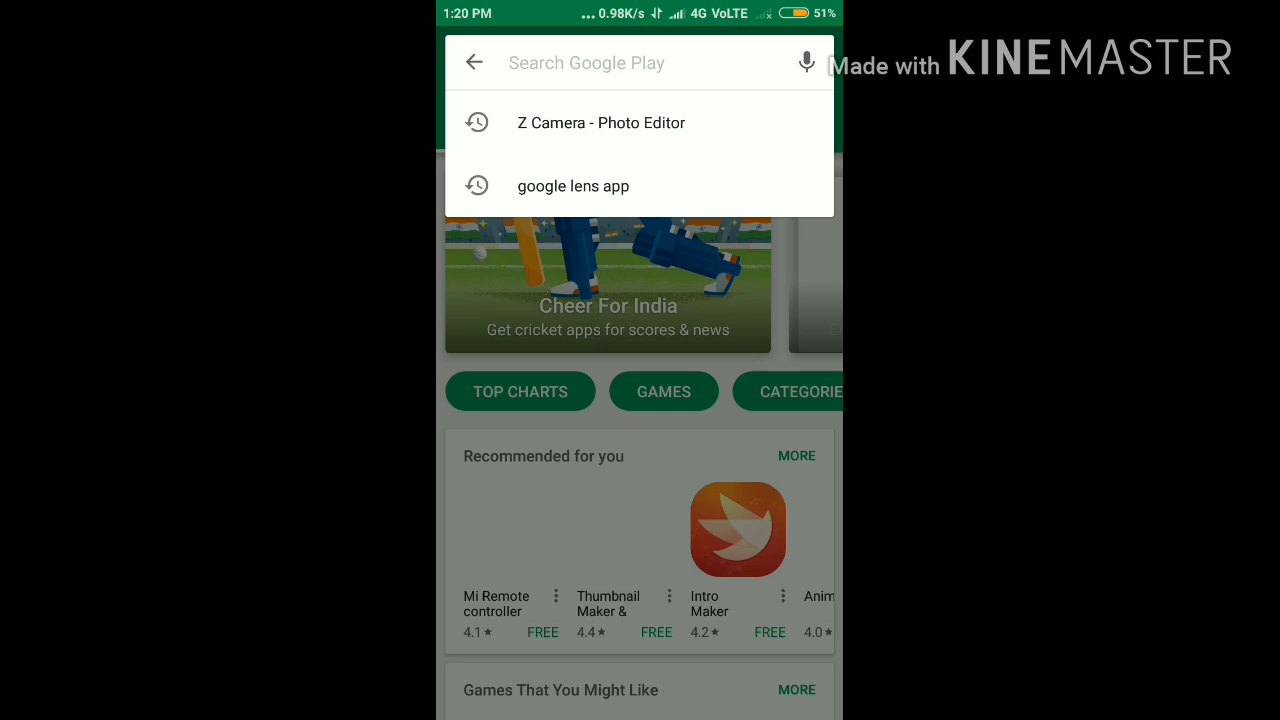 1:20 PM ... 0.98K/s 4G VoLTE 51%
Search Google Play
Made with KINEMASTER
Z Camera - Photo Editor
google lens app
Cheer For India
Get cricket apps for scores & news
TOP CHARTS GAMES CATEGORIE
Recommended for you MORE
Mi Remote controller
4.1★ FREE
Thumbnail Maker &
4.4★ FREE
Intro Maker
4.2★ FREE
Anim
4.0★
Games That You Might Like MORE